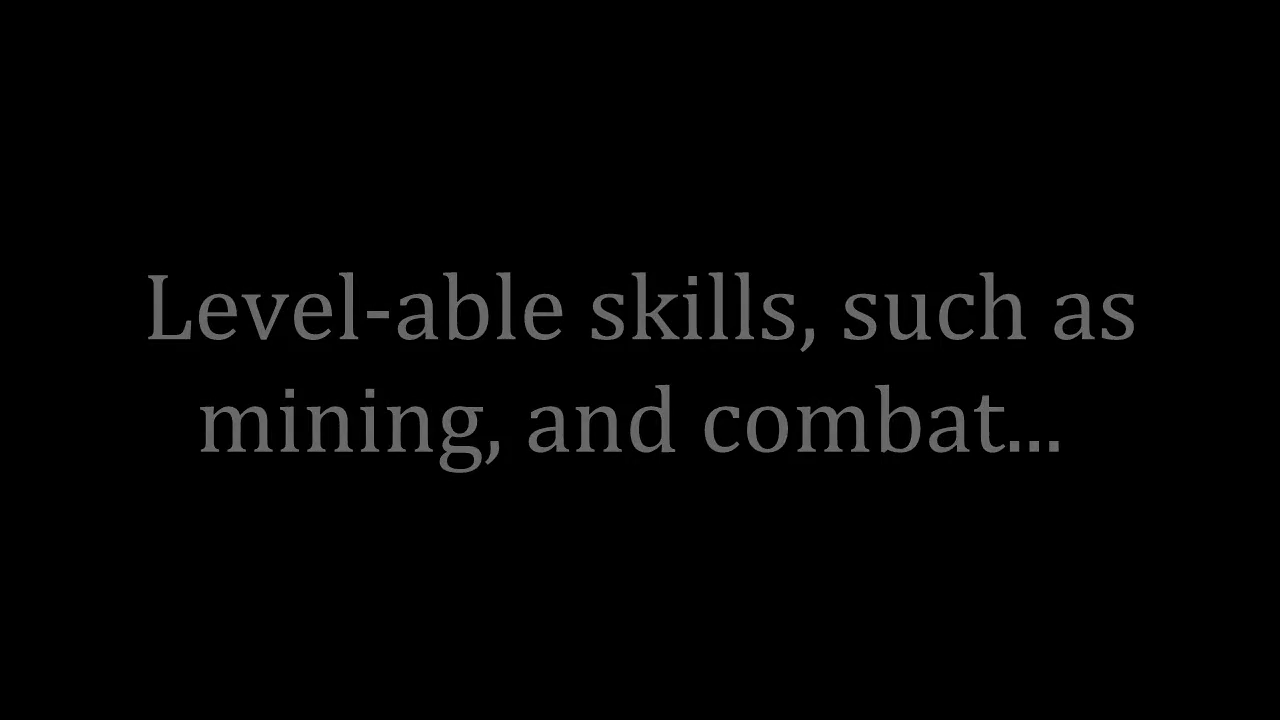 Level-able skills, such as
mining, and combat...